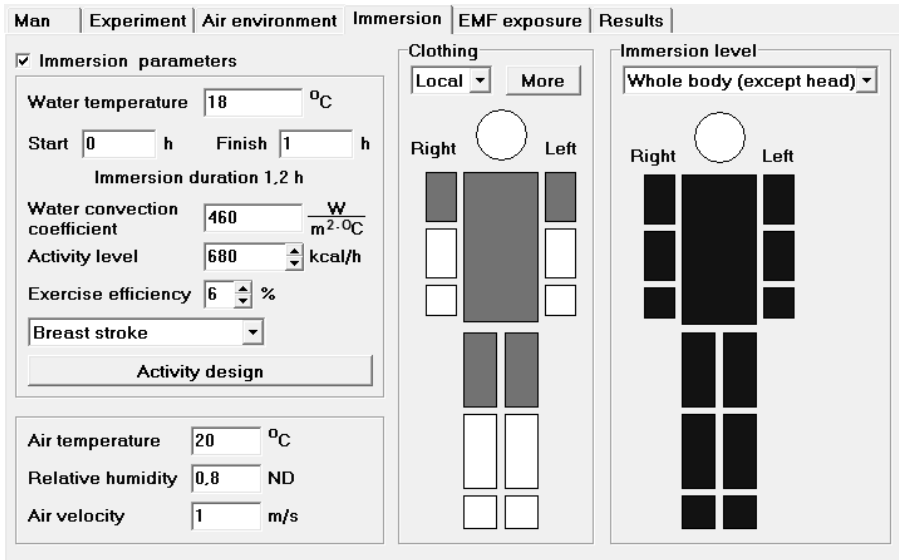 Man Experiment Air environment Immersion EMF exposure Results
Immersion parameters
Water temperature 18 °C
Start 0 h Finish 1 h
Immersion duration 1,2 h
Water convection coefficient 460 W
m2·°C
Activity level 680 kcal/h
Exercise efficiency 6 %
Breast stroke
Activity design
Air temperature 20 °C
Relative humidity 0,8 ND
Air velocity 1 m/s
Clothing
Local More
Right Left
Immersion level
Whole body (except head)
Right Left